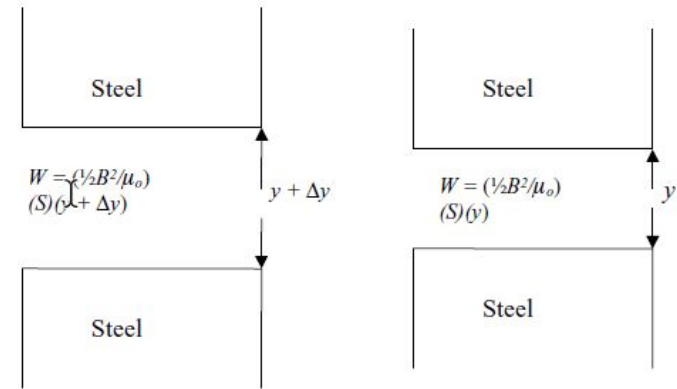 Steel
W = (½B²/μₒ)
(S)(y + Δy)
y + Δy
Steel
Steel
W = (½B²/μₒ)
(S)(y)
y
Steel